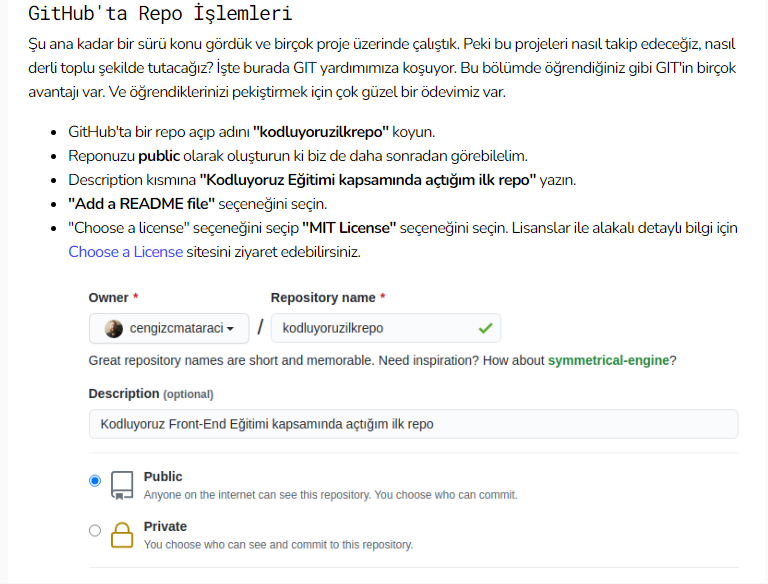 GitHub'ta Repo İşlemleri
Şu ana kadar bir sürü konu gördük ve birçok proje üzerinde çalıştık. Peki bu projeleri nasıl takip edeceğiz, nasıl
derli toplu şekilde tutacağız? İşte burada GIT yardımımıza koşuyor. Bu bölümde öğrendiğiniz gibi GIT'in birçok
avantajı var. Ve öğrendiklerinizi pekiştirmek için çok güzel bir ödevimiz var.
• GitHub'ta bir repo açıp adını "kodluyoruzilkrepo" koyun.
• Reponuzu public olarak oluşturun ki biz de daha sonradan görebilelim.
• Description kısmına "Kodluyoruz Eğitimi kapsamında açtığım ilk repo" yazın.
• "Add a README file" seçeneğini seçin.
• "Choose a license" seçeneğini seçip "MIT License" seçeneğini seçin. Lisanslar ile alakalı detaylı bilgi için
Choose a License sitesini ziyaret edebilirsiniz.
Owner * Repository name *
cengizcmataraci / kodluyoruzilkrepo
Great repository names are short and memorable. Need inspiration? How about symmetrical-engine?
Description (optional)
Kodluyoruz Front-End Eğitimi kapsamında açtığım ilk repo
Public
Anyone on the internet can see this repository. You choose who can commit.
Private
You choose who can see and commit to this repository.